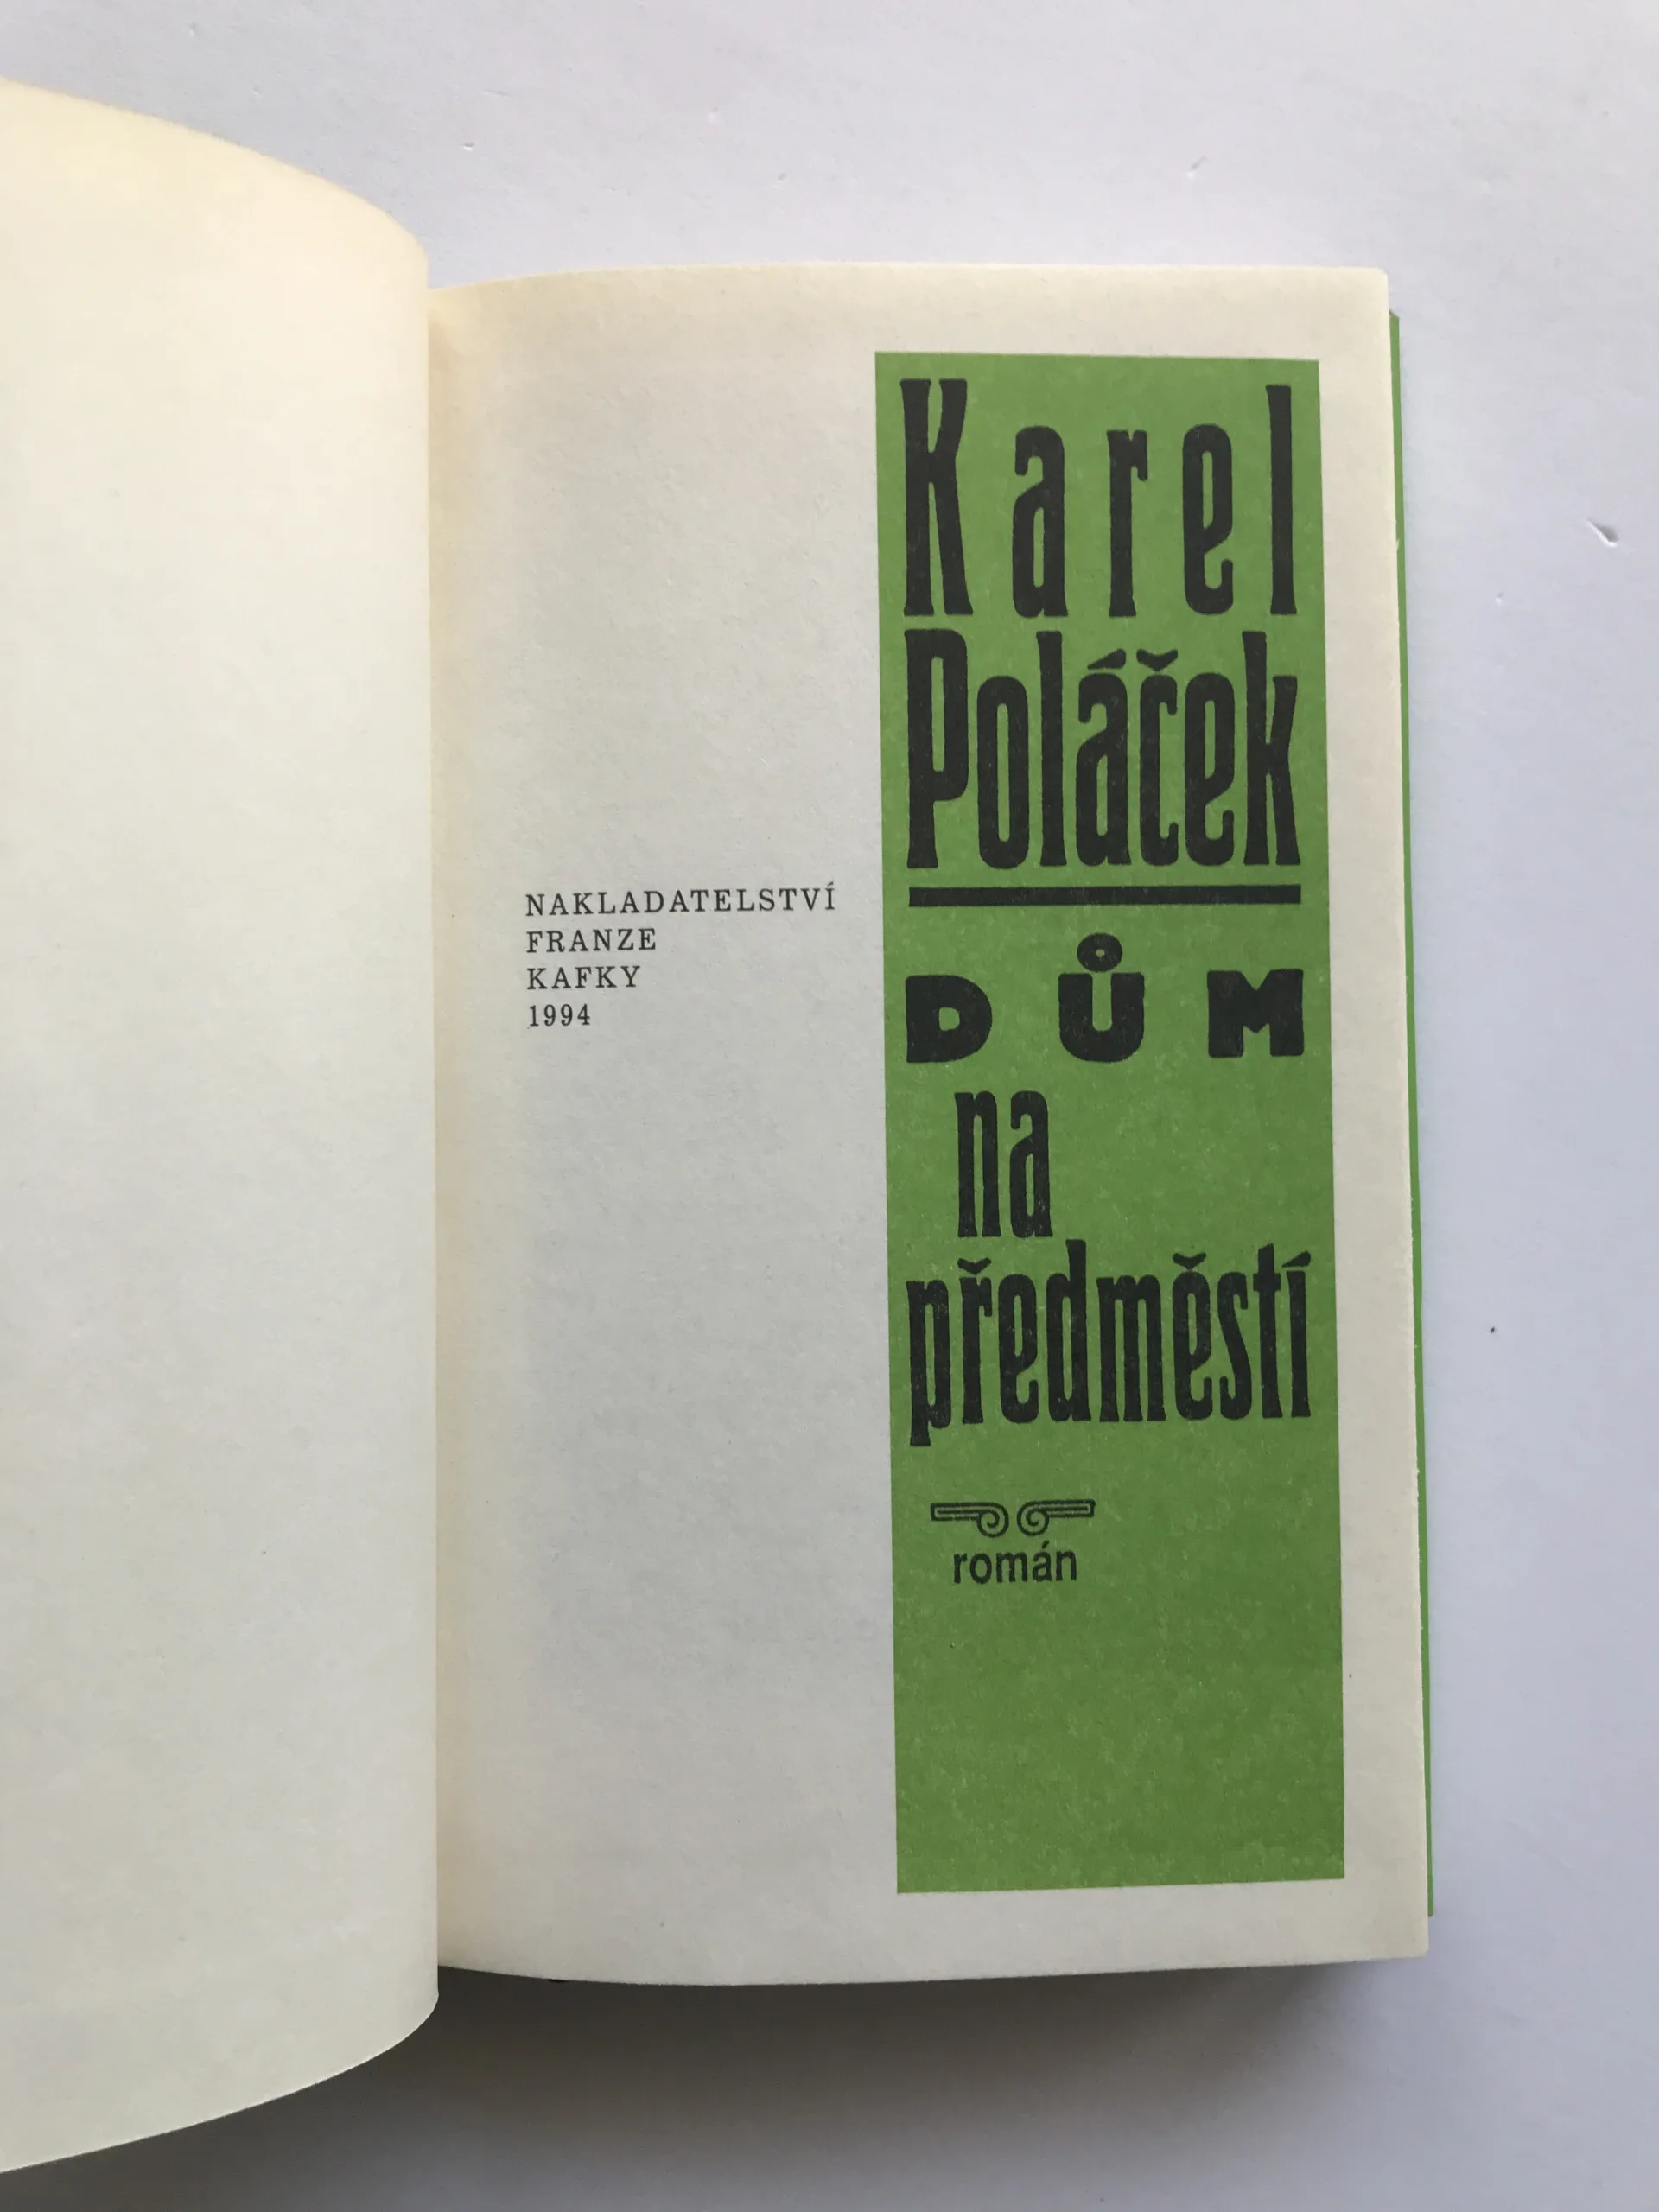 Karel
Poláček
DŮM
na
předměstí
román
NAKLADATELSTVÍ
FRANZE
KAFKY
1994